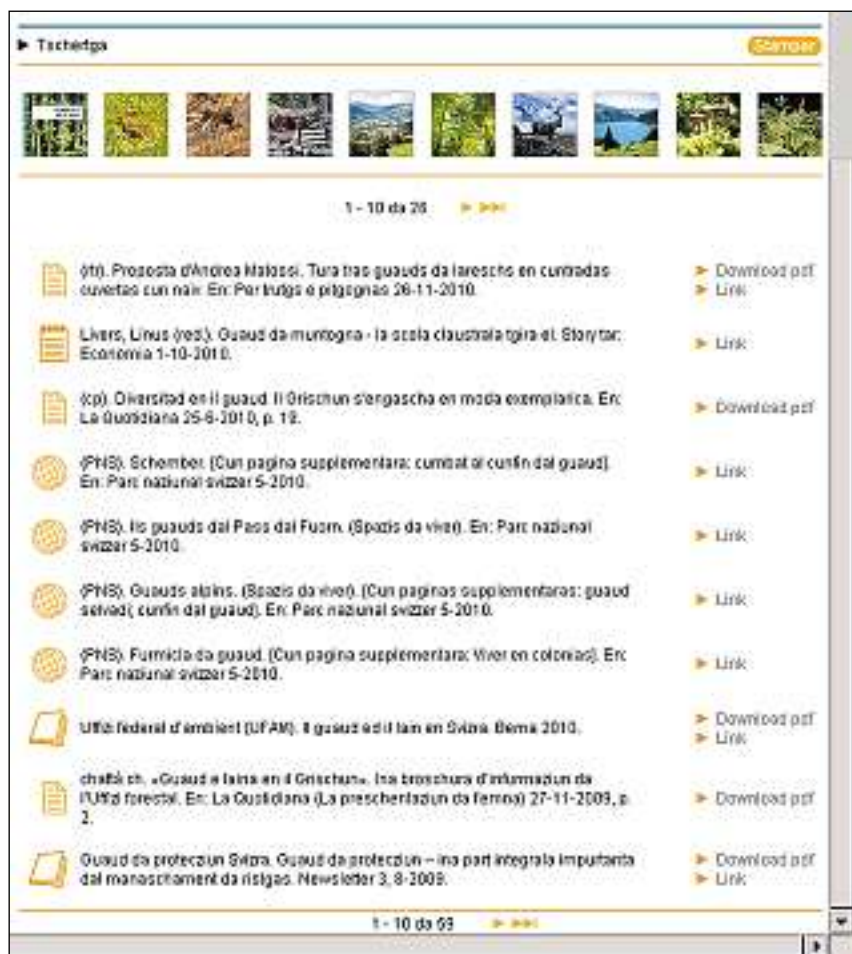 ► Tschertga
Stampar
1 - 10 da 26
(rtr). Proposta d'Andrea Matossi. Tura tras guauds da lareschs en cuntradas
Download pdf
cuvertas cun naiv. En: Per trutgs e pitgognas 26-11-2010.
Link
Livers, Linus (red.). Guaud da muntogna - la scola claustrala tgira el. Story tar:
Economia 1-10-2010.
Link
(cp). Diversitad en il guaud. Il Grischun s'engascha en moda exemplarica. En:
La Quotidiana 25-6-2010, p. 19.
Download pdf
(PNS). Schember. [Cun pagina supplementara: cumbat al cunfin dal guaud].
En: Parc naziunal svizzer 5-2010.
Link
(PNS). Ils guauds dal Pass dal Fuorn. (Spazis da viver). En: Parc naziunal
svizzer 5-2010.
Link
(PNS). Guauds alpins. (Spazis da viver). [Cun paginas supplementaras: guaud
selvadi; cunfin dal guaud]. En: Parc naziunal svizzer 5-2010.
Link
(PNS). Furmicla da guaud. [Cun pagina supplementara: Viver en colonias]. En:
Parc naziunal svizzer 5-2010.
Link
Uffizi federal d'ambient (UFAM). Il guaud ed il lain en Svizra. Berna 2010.
Download pdf
Link
chattà ch. «Guaud e laina en il Grischun». Ina broschura d'infurmaziun da
l'Uffizi forestal. En: La Quotidiana (La preschentaziun da l'emna) 27-11-2009, p.
2.
Download pdf
Guaud da protecziun Svizra. Guaud da protecziun – ina part integrala impurtanta
dal manaschament da ristgas. Newsletter 3, 8-2009.
Download pdf
Link
1 - 10 da 59